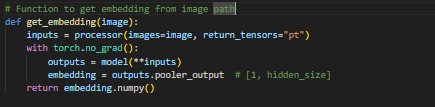 # Function to get embedding from image path
def get_embedding(image):
    inputs = processor(images=image, return_tensors="pt")
    with torch.no_grad():
        outputs = model(**inputs)
        embedding = outputs.pooler_output  # [1, hidden_size]
    return embedding.numpy()